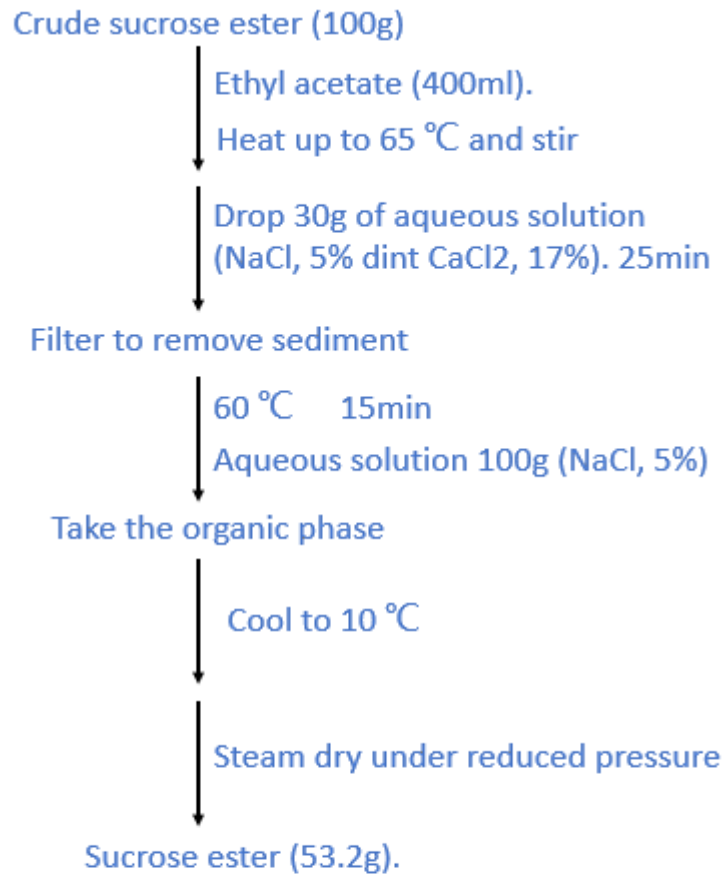 Crude sucrose ester (100g)
Ethyl acetate (400ml).
Heat up to 65 ℃ and stir
Drop 30g of aqueous solution
(NaCl, 5% dint CaCl2, 17%). 25min
Filter to remove sediment
60 ℃ 15min
Aqueous solution 100g (NaCl, 5%)
Take the organic phase
Cool to 10 ℃
Steam dry under reduced pressure
Sucrose ester (53.2g).